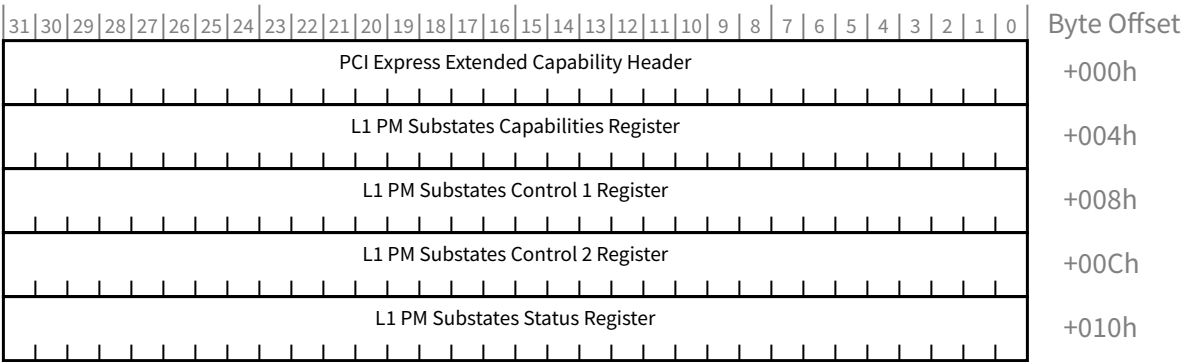 31 30 29 28 27 26 25 24 23 22 21 20 19 18 17 16 15 14 13 12 11 10 9 8 7 6 5 4 3 2 1 0 Byte Offset
PCI Express Extended Capability Header +000h
L1 PM Substates Capabilities Register +004h
L1 PM Substates Control 1 Register +008h
L1 PM Substates Control 2 Register +00Ch
L1 PM Substates Status Register +010h